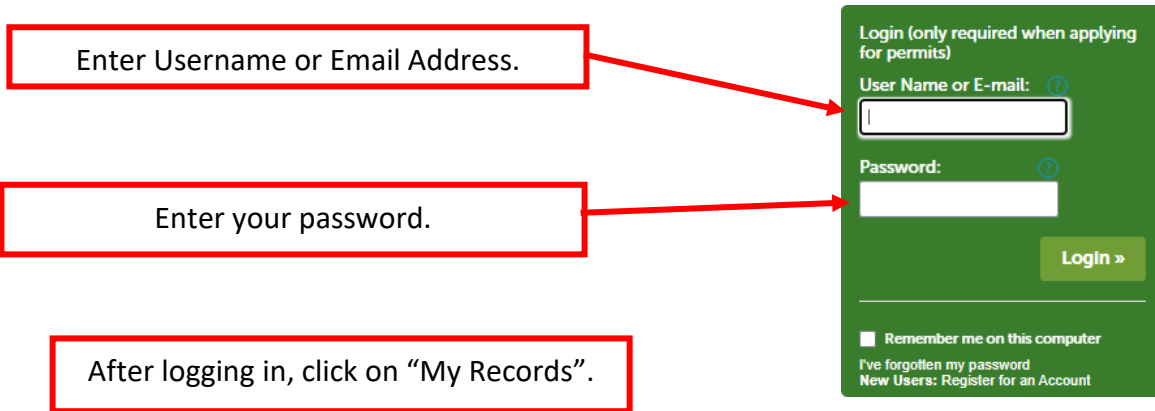 Enter Username or Email Address.
Enter your password.
After logging in, click on “My Records”.
Login (only required when applying
for permits)
User Name or E-mail: ?
Password: ?
Login »
Remember me on this computer
I've forgotten my password
New Users: Register for an Account